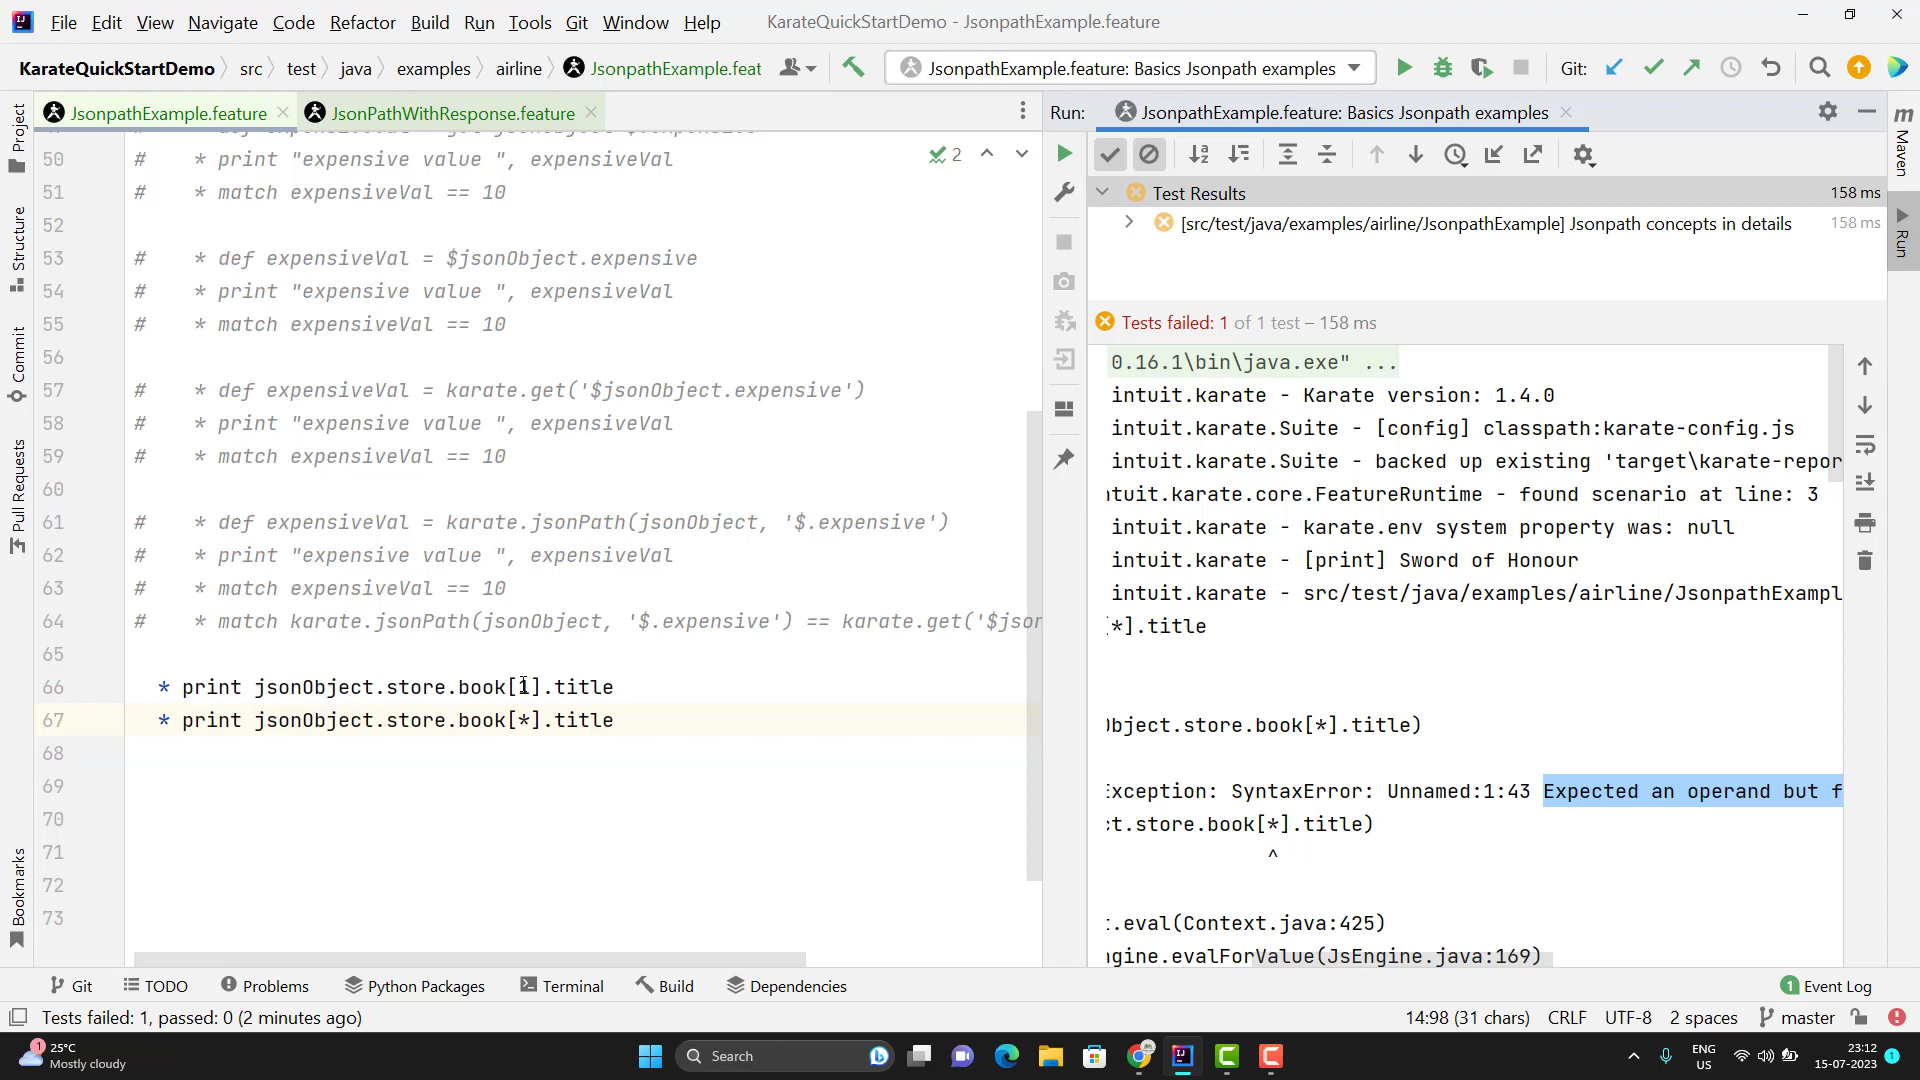 File Edit View Navigate Code Refactor Build Run Tools Git Window Help KarateQuickStartDemo - JsonpathExample.feature
KarateQuickStartDemo src test java examples airline JsonpathExample.feat JsonpathExample.feature: Basics Jsonpath examples Git:
JsonpathExample.feature JsonPathWithResponse.feature
Run: JsonpathExample.feature: Basics Jsonpath examples
Project
Structure
Commit
Pull Requests
Bookmarks
50 # * print "expensive value ", expensiveVal
2
51 # * match expensiveVal == 10
52
53 # * def expensiveVal = $jsonObject.expensive
54 # * print "expensive value ", expensiveVal
55 # * match expensiveVal == 10
56
57 # * def expensiveVal = karate.get('$jsonObject.expensive')
58 # * print "expensive value ", expensiveVal
59 # * match expensiveVal == 10
60
61 # * def expensiveVal = karate.jsonPath(jsonObject, '$.expensive')
62 # * print "expensive value ", expensiveVal
63 # * match expensiveVal == 10
64 # * match karate.jsonPath(jsonObject, '$.expensive') == karate.get('$jsor
65
66 * print jsonObject.store.book[1].title
67 * print jsonObject.store.book[*].title
68
69
70
71
72
73
Test Results 158 ms
[src/test/java/examples/airline/JsonpathExample] Jsonpath concepts in details 158 ms
Tests failed: 1 of 1 test – 158 ms
0.16.1\bin\java.exe" ...
intuit.karate - Karate version: 1.4.0
intuit.karate.Suite - [config] classpath:karate-config.js
intuit.karate.Suite - backed up existing 'target\karate-repor
ntuit.karate.core.FeatureRuntime - found scenario at line: 3
intuit.karate - karate.env system property was: null
intuit.karate - [print] Sword of Honour
intuit.karate - src/test/java/examples/airline/JsonpathExampl
[*].title
Object.store.book[*].title)
Exception: SyntaxError: Unnamed:1:43 Expected an operand but f
ct.store.book[*].title)
^
t.eval(Context.java:425)
ngine.evalForValue(JsEngine.java:169)
m
Maven
Run
Git TODO Problems Python Packages Terminal Build Dependencies 1 Event Log
Tests failed: 1, passed: 0 (2 minutes ago) 14:98 (31 chars) CRLF UTF-8 2 spaces master
1
25°C
Mostly cloudy
Search
ENG
US
23:12
15-07-2023
1